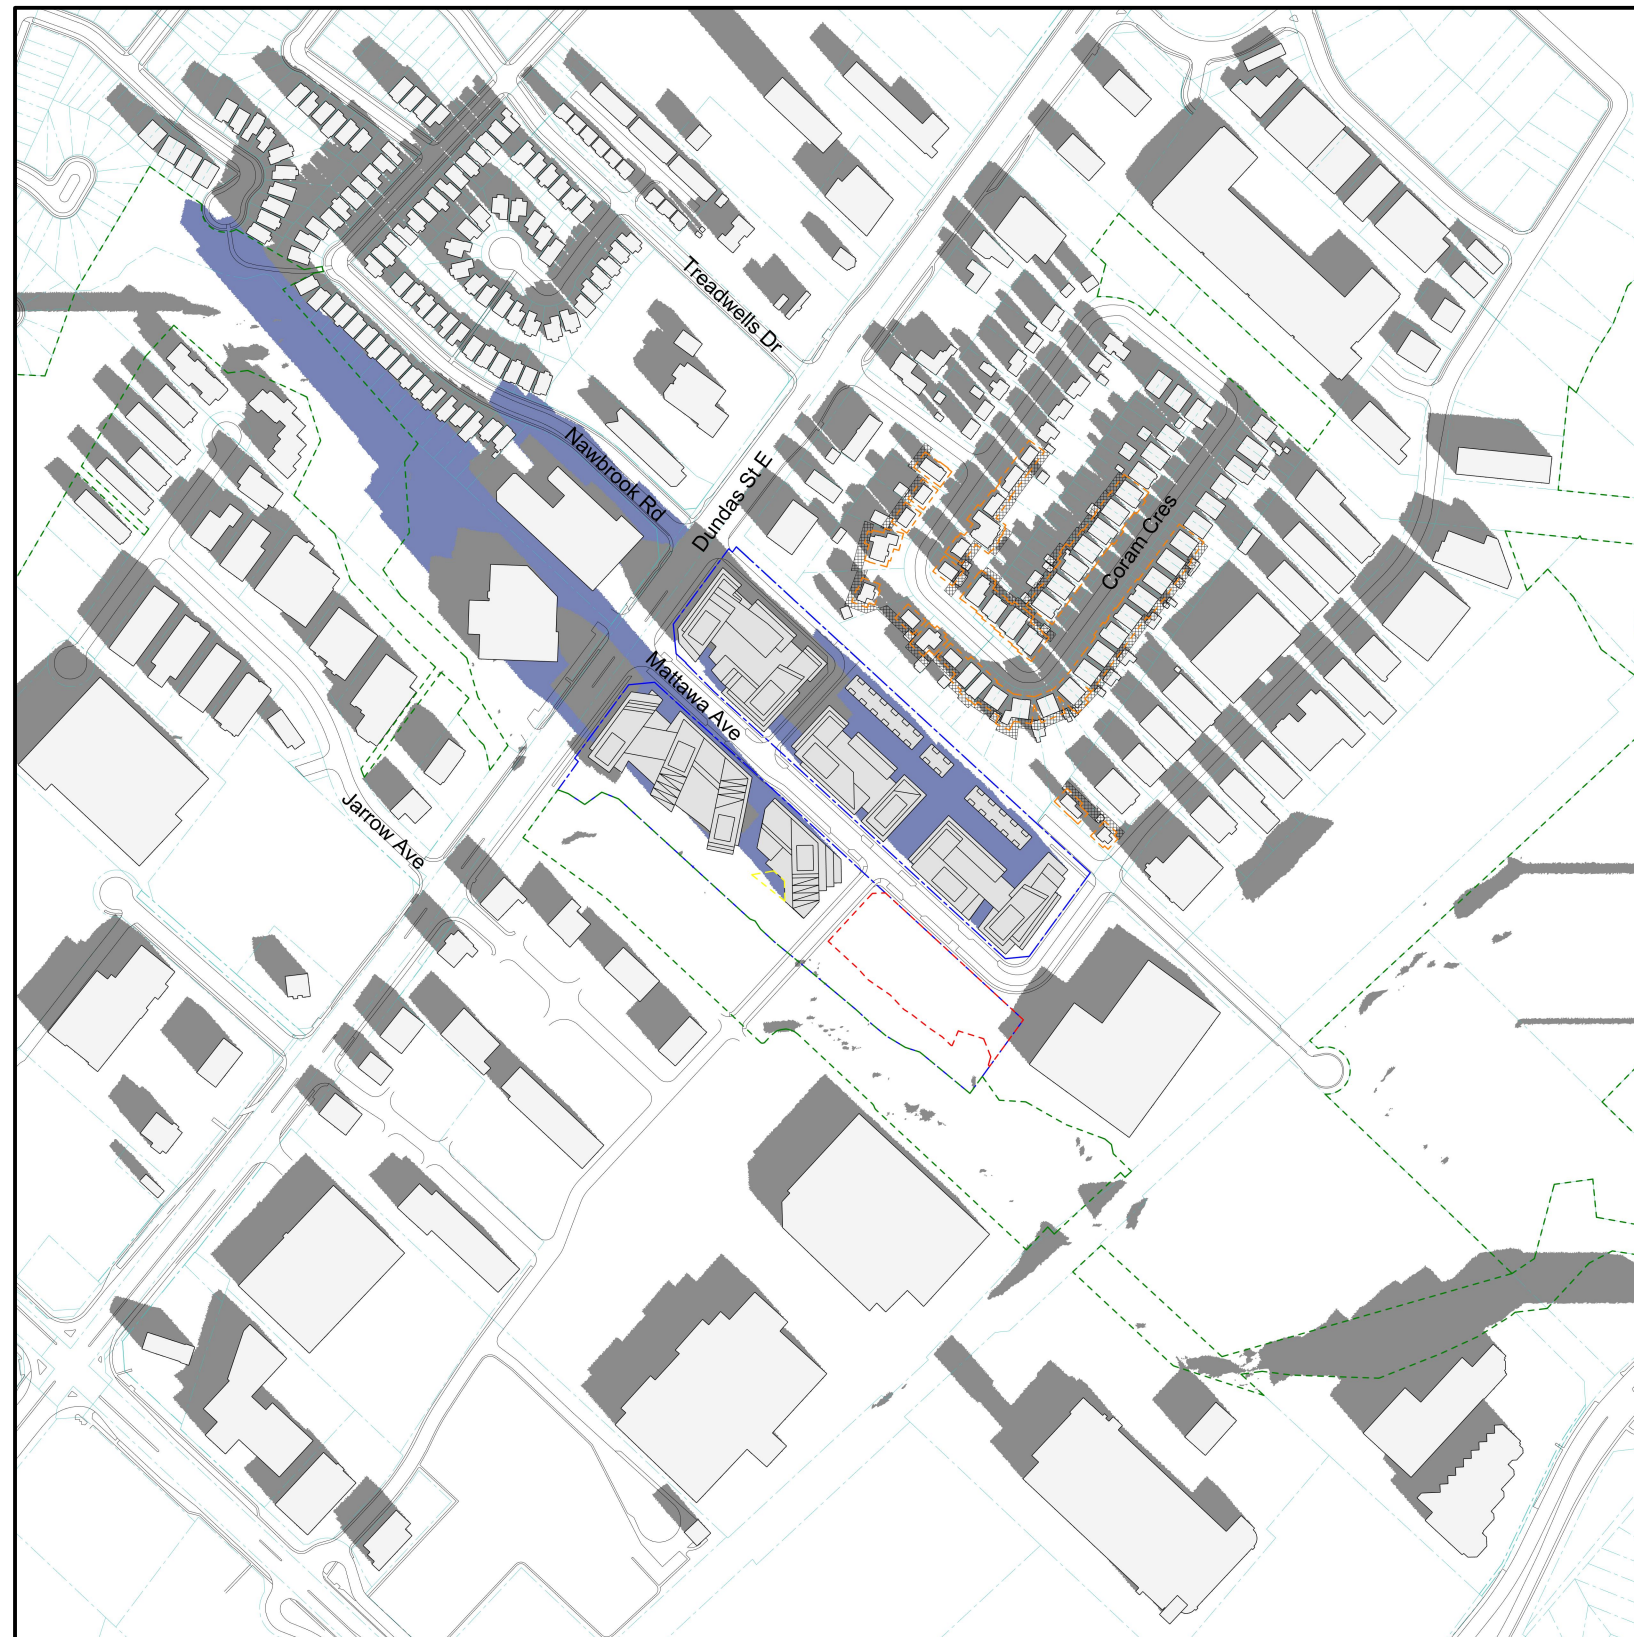 Treadwells Dr
Nawbrook Rd
Dundas St E
Coram Cres
Mattawa Ave
Jarrow Ave